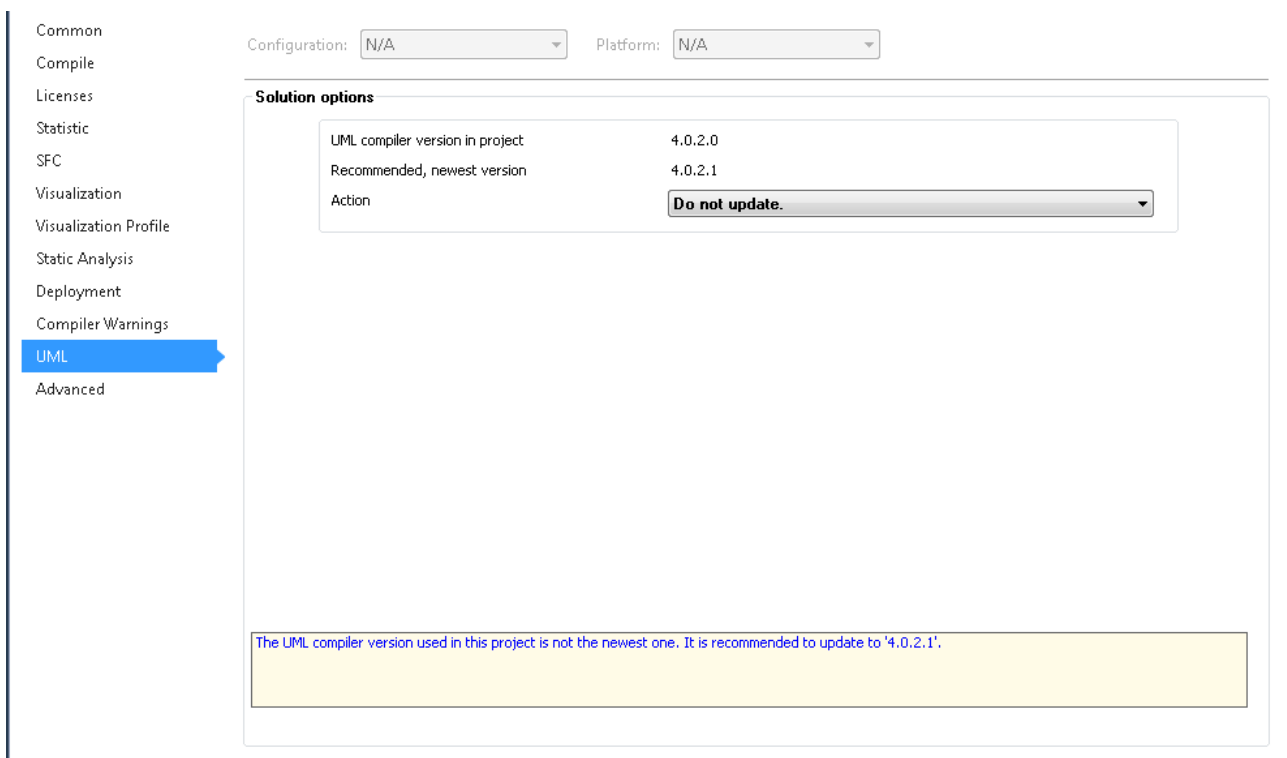 Common
Compile
Licenses
Statistic
SFC
Visualization
Visualization Profile
Static Analysis
Deployment
Compiler Warnings
UML
Advanced
Configuration: N/A Platform: N/A
Solution options
UML compiler version in project 4.0.2.0
Recommended, newest version 4.0.2.1
Action Do not update.
The UML compiler version used in this project is not the newest one. It is recommended to update to '4.0.2.1'.